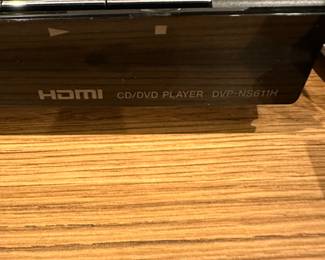 HDMI CD/DVD PLAYER DVP-NS611H